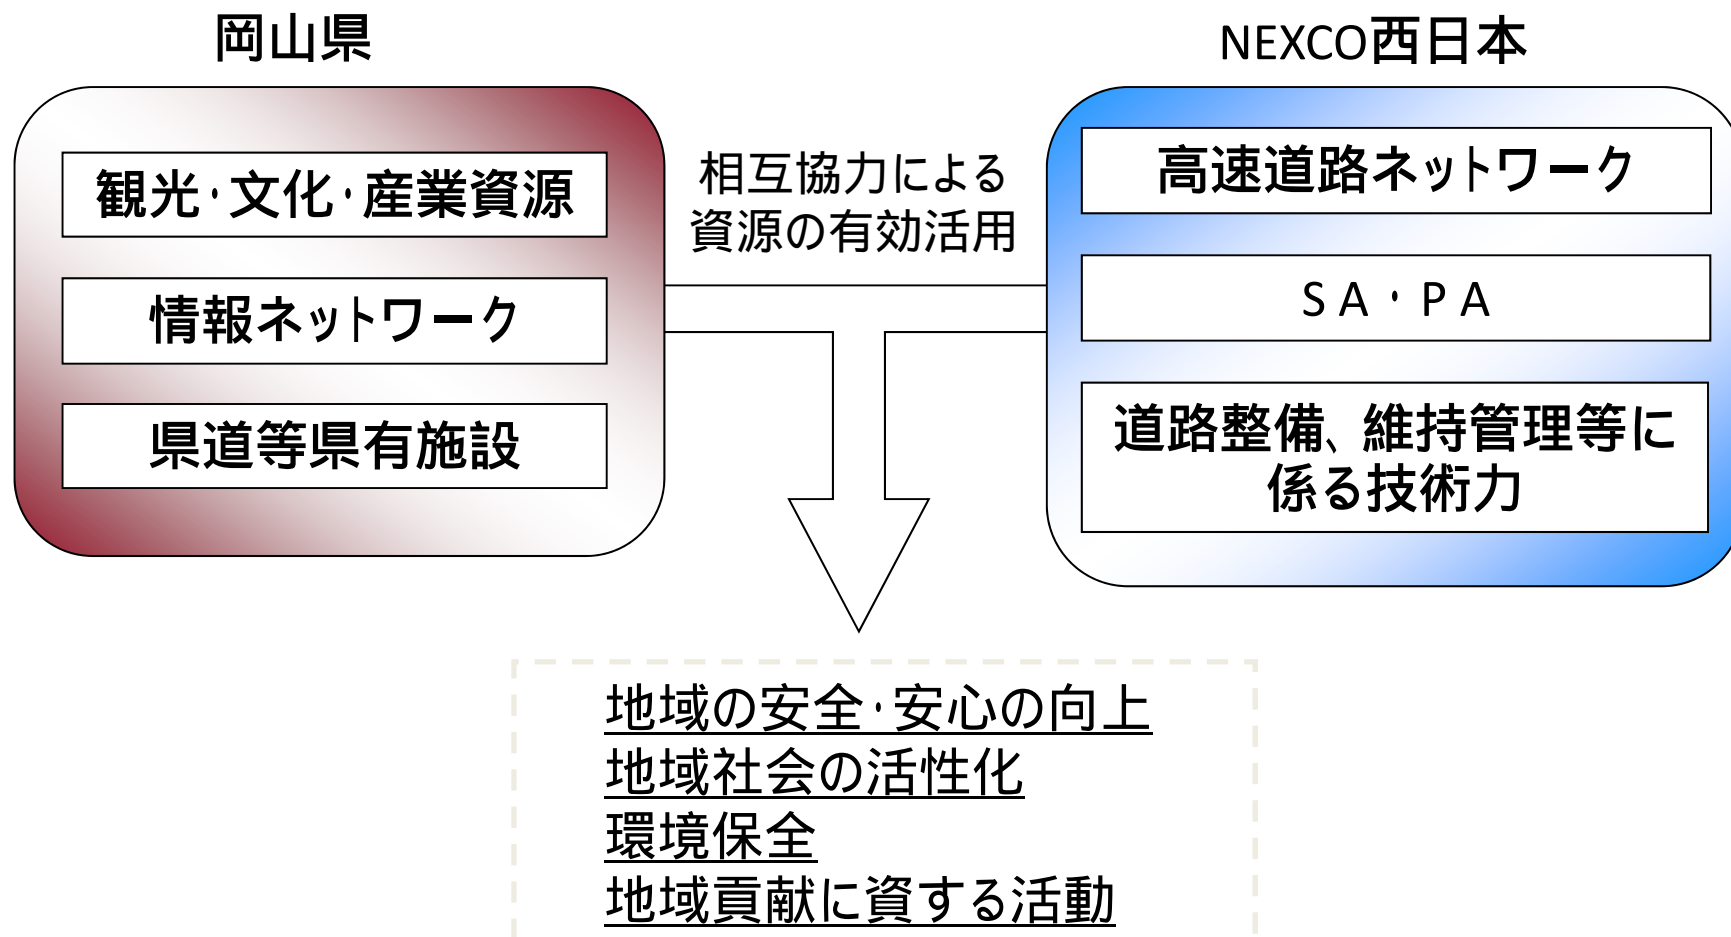 岡山県
NEXCO西日本
観光・文化・産業資源
情報ネットワーク
県道等県有施設
相互協力による
資源の有効活用
高速道路ネットワーク
SA・PA
道路整備、維持管理等に
係る技術力
地域の安全・安心の向上
地域社会の活性化
環境保全
地域貢献に資する活動